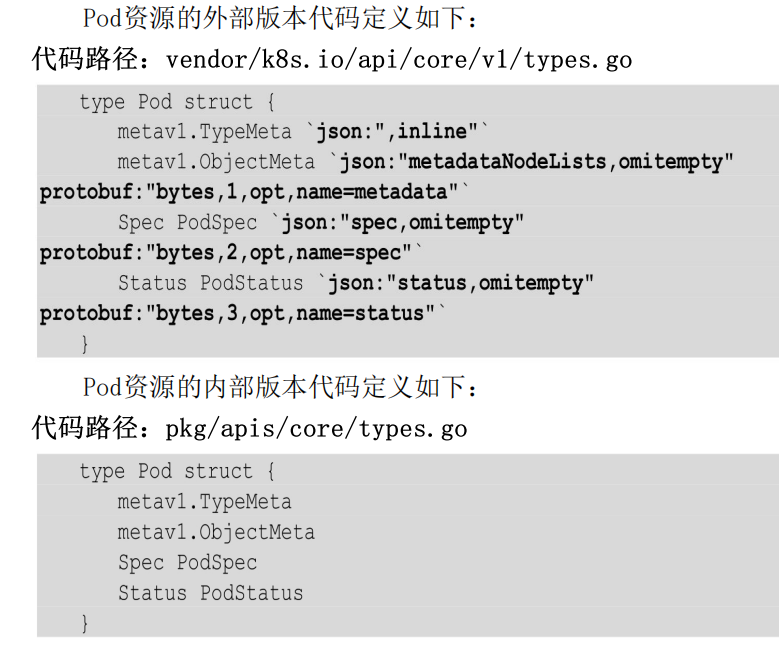 Pod资源的外部版本代码定义如下:
代码路径: vendor/k8s.io/api/core/v1/types.go
type Pod struct {
metav1.TypeMeta `json:",inline"`
metav1.ObjectMeta `json:"metadataNodeLists,omitempty"
protobuf:"bytes,1,opt,name=metadata"`
Spec PodSpec `json:"spec,omitempty"
protobuf:"bytes,2,opt,name=spec"`
Status PodStatus `json:"status,omitempty"
protobuf:"bytes,3,opt,name=status"`
}
Pod资源的内部版本代码定义如下:
代码路径: pkg/apis/core/types.go
type Pod struct {
metav1.TypeMeta
metav1.ObjectMeta
Spec PodSpec
Status PodStatus
}